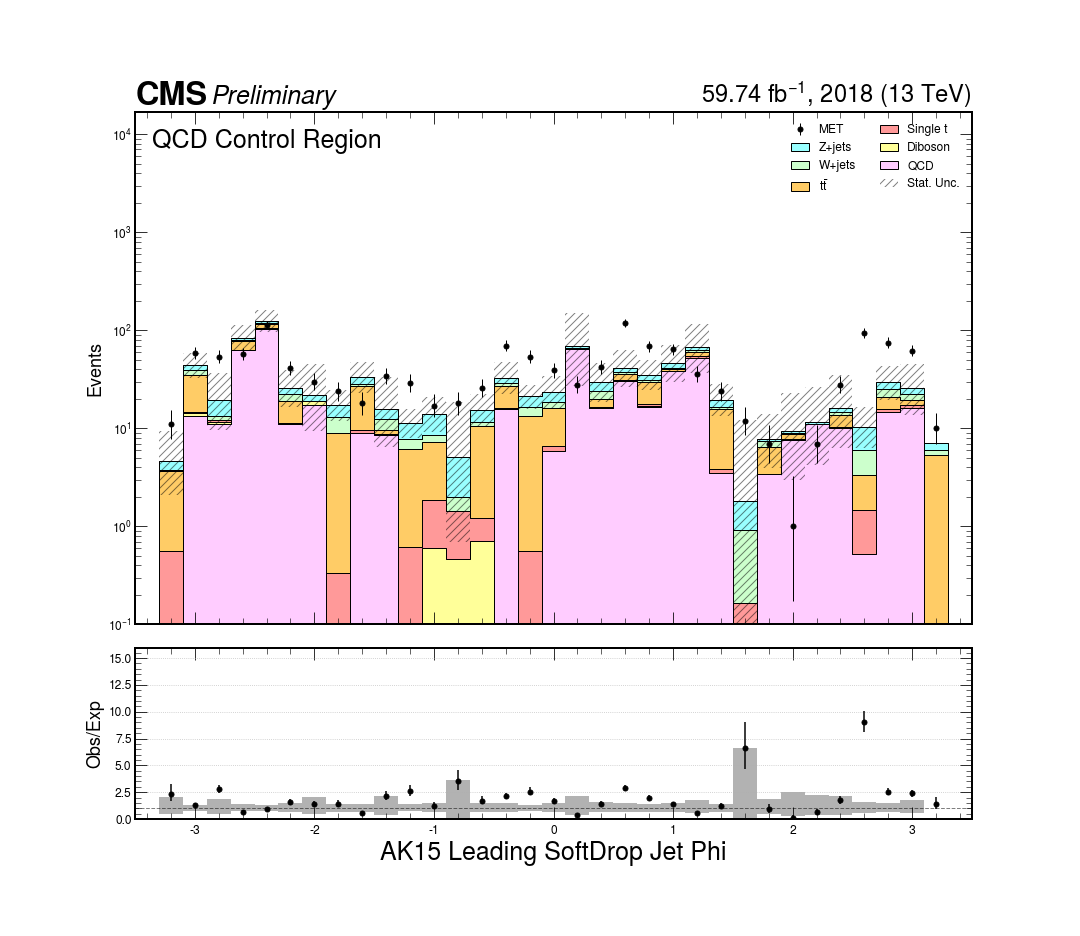 CMS Preliminary 59.74 fb⁻¹, 2018 (13 TeV)
QCD Control Region
MET
Z+jets
W+jets
tt̄
Single t
Diboson
QCD
Stat. Unc.
Events
10⁴
10³
10²
10¹
10⁰
10⁻¹
Obs/Exp
15.0
12.5
10.0
7.5
5.0
2.5
0.0
-3 -2 -1 0 1 2 3
AK15 Leading SoftDrop Jet Phi